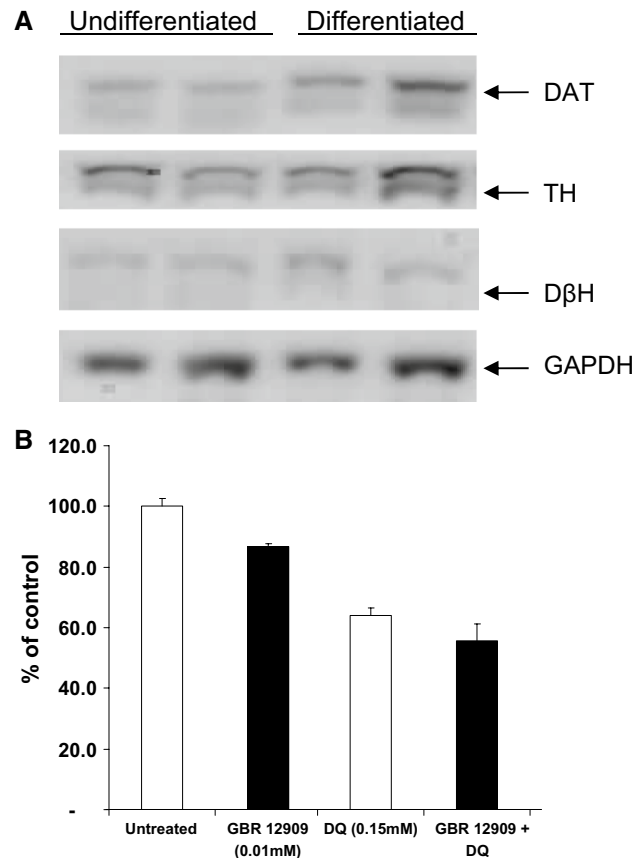 A
Undifferentiated Differentiated
DAT
TH
DβH
GAPDH
B
120.0
100.0
80.0
60.0
40.0
20.0
-
% of control
Untreated GBR 12909 DQ (0.15mM) GBR 12909 +
(0.01mM) DQ